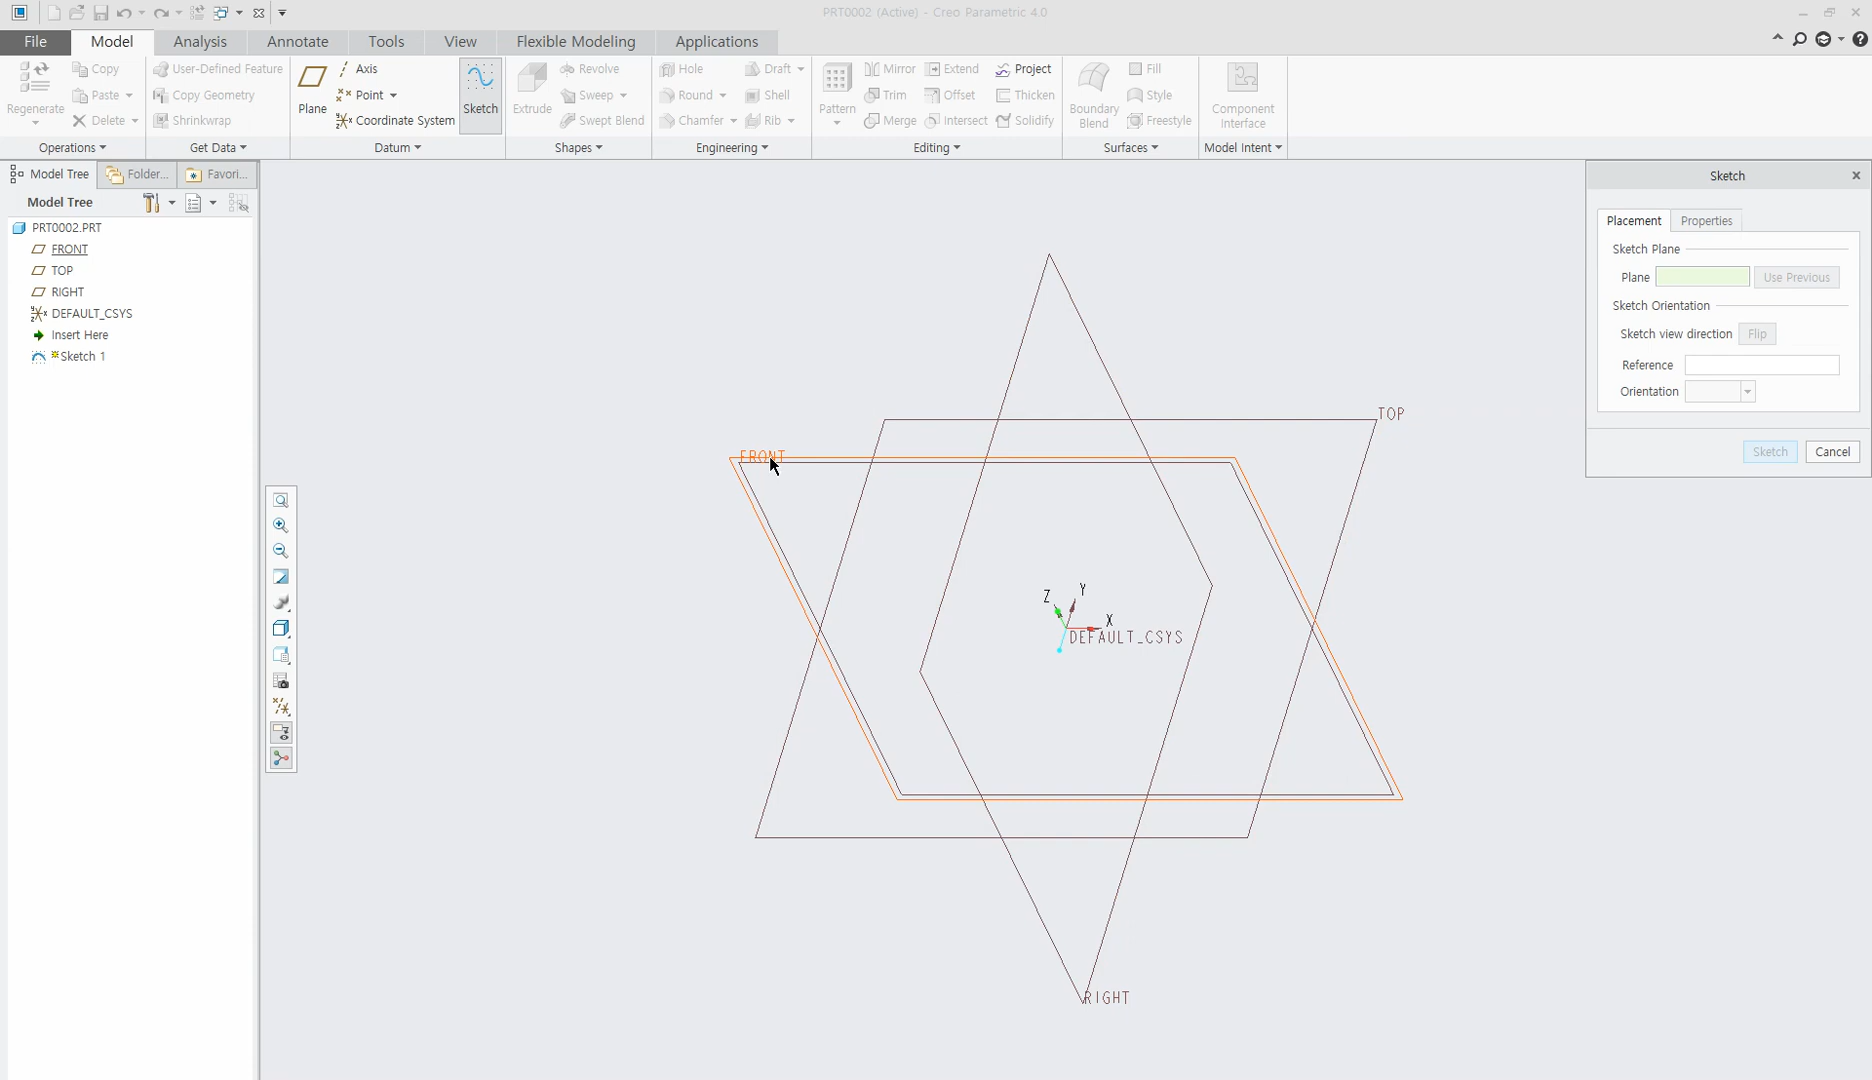 PRT0002 (Active) - Creo Parametric 4.0
File Model Analysis Annotate Tools View Flexible Modeling Applications
Regenerate
Copy
Paste
Delete
Operations
User-Defined Feature
Copy Geometry
Shrinkwrap
Get Data
Plane
Axis
Point
Coordinate System
Sketch
Datum
Extrude
Revolve
Sweep
Swept Blend
Shapes
Hole
Round
Chamfer
Draft
Shell
Rib
Engineering
Pattern
Mirror
Trim
Merge
Extend
Offset
Intersect
Project
Thicken
Solidify
Editing
Boundary
Blend
Fill
Style
Freestyle
Surfaces
Component
Interface
Model Intent
Model Tree Folder... Favori...
Model Tree
PRT0002.PRT
FRONT
TOP
RIGHT
DEFAULT_CSYS
Insert Here
Sketch 1
FRONT
TOP
Z
Y
X
DEFAULT_CSYS
RIGHT
Sketch
Placement Properties
Sketch Plane
Plane Use Previous
Sketch Orientation
Sketch view direction Flip
Reference
Orientation
Sketch Cancel